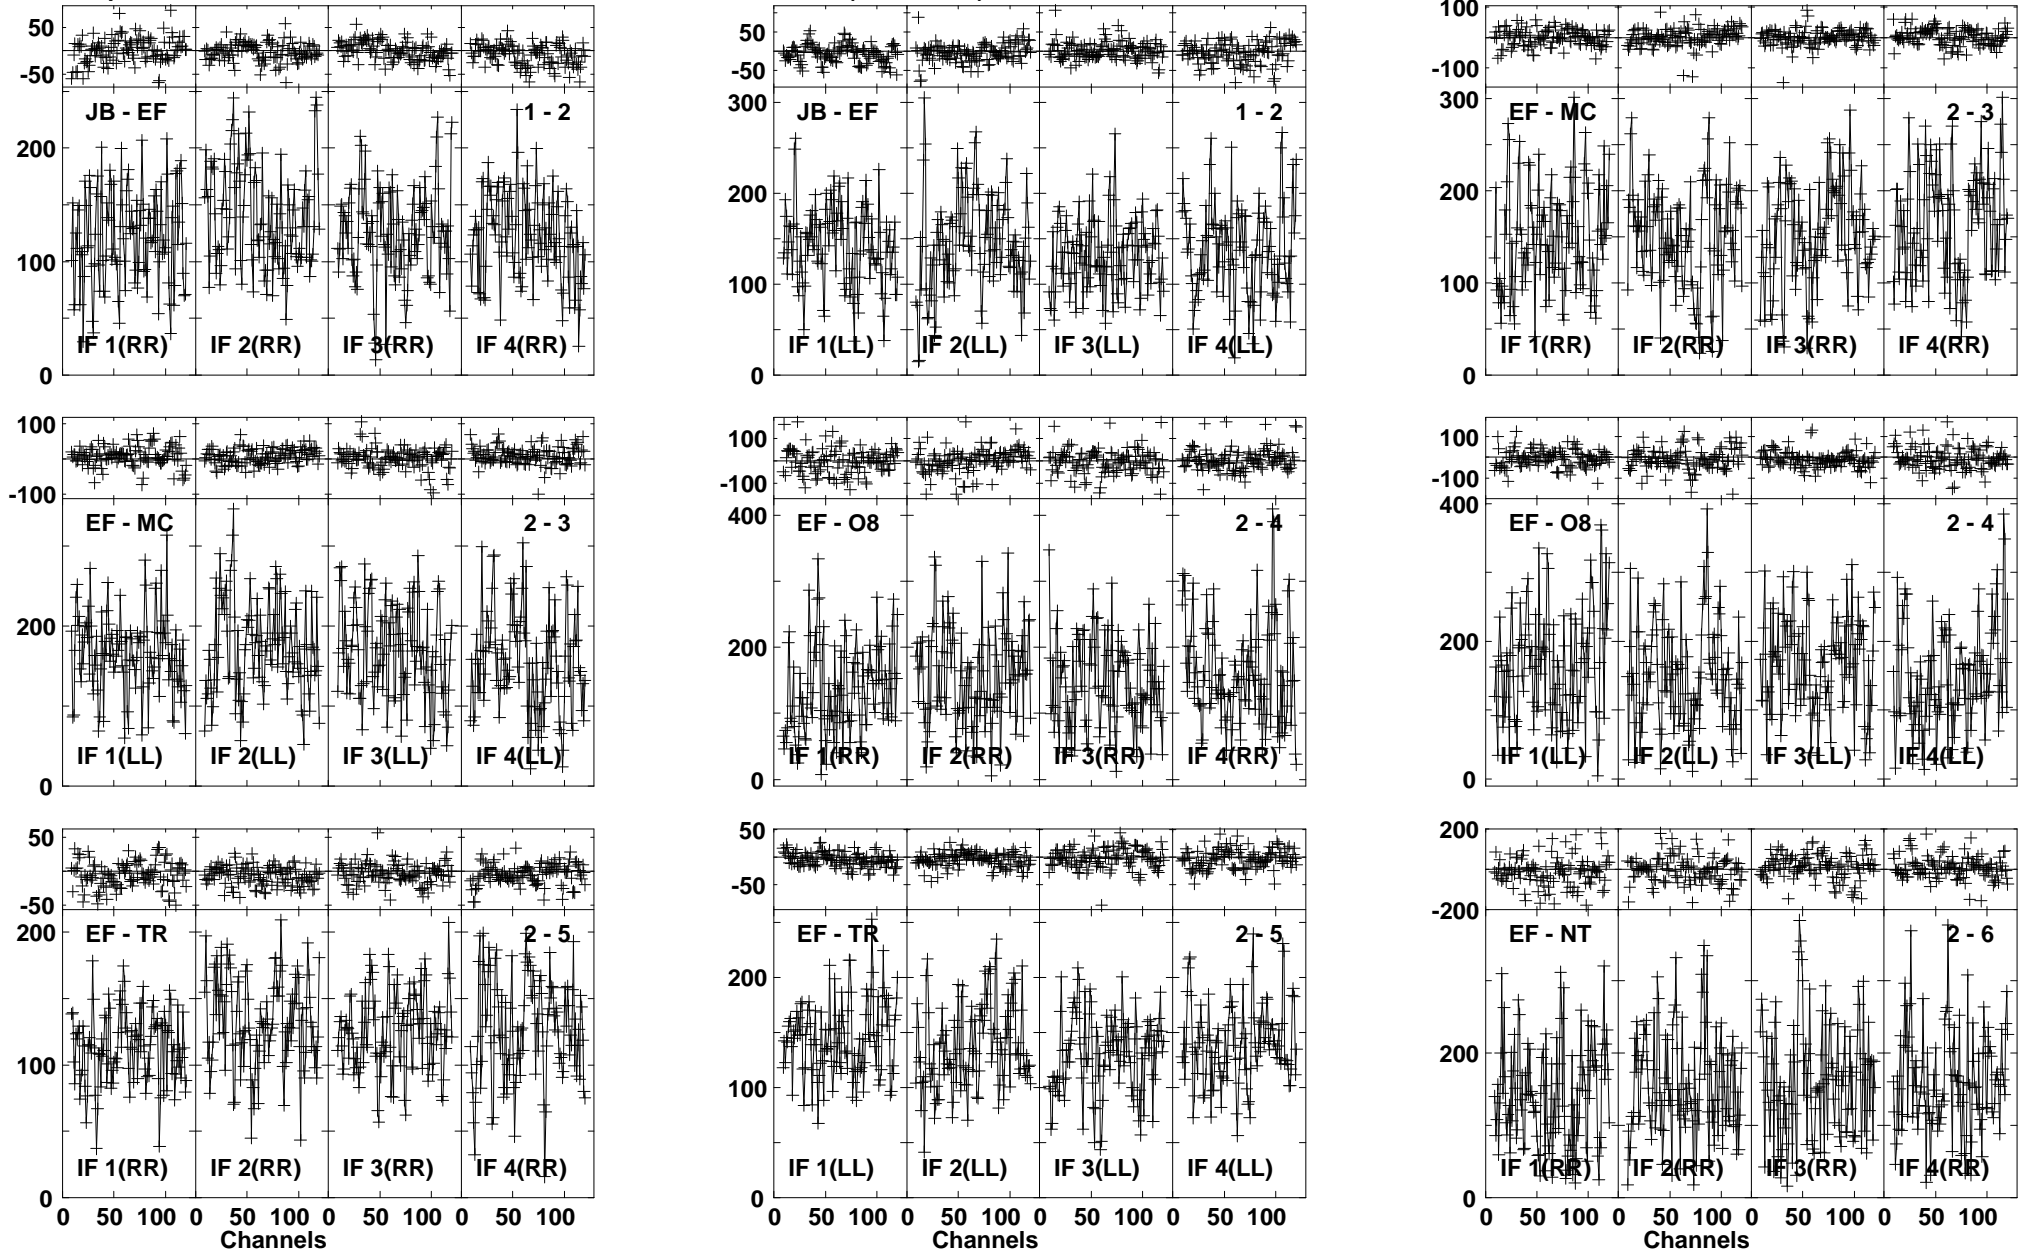 50
-50
JB - EF 1 - 2
200
100
0
IF 1(RR) IF 2(RR) IF 3(RR) IF 4(RR)
50
-50
JB - EF 1 - 2
300
200
100
0
IF 1(LL) IF 2(LL) IF 3(LL) IF 4(LL)
100
-100
EF - MC 2 - 3
300
200
100
0
IF 1(RR) IF 2(RR) IF 3(RR) IF 4(RR)
100
-100
EF - MC 2 - 3
200
0
IF 1(LL) IF 2(LL) IF 3(LL) IF 4(LL)
100
-100
400
EF - O8 2 - 4
200
0
IF 1(RR) IF 2(RR) IF 3(RR) IF 4(RR)
100
-100
400
EF - O8 2 - 4
200
0
IF 1(LL) IF 2(LL) IF 3(LL) IF 4(LL)
50
-50
200
EF - TR 2 - 5
100
0
IF 1(RR) IF 2(RR) IF 3(RR) IF 4(RR)
0 50 100 0 50 100 0 50 100 0 50 100
Channels
50
-50
EF - TR 2 - 5
200
100
0
IF 1(LL) IF 2(LL) IF 3(LL) IF 4(LL)
0 50 100 0 50 100 0 50 100 0 50 100
Channels
200
-200
EF - NT 2 - 6
200
0
IF 1(RR) IF 2(RR) IF 3(RR) IF 4(RR)
0 50 100 0 50 100 0 50 100 0 50 100
Channels